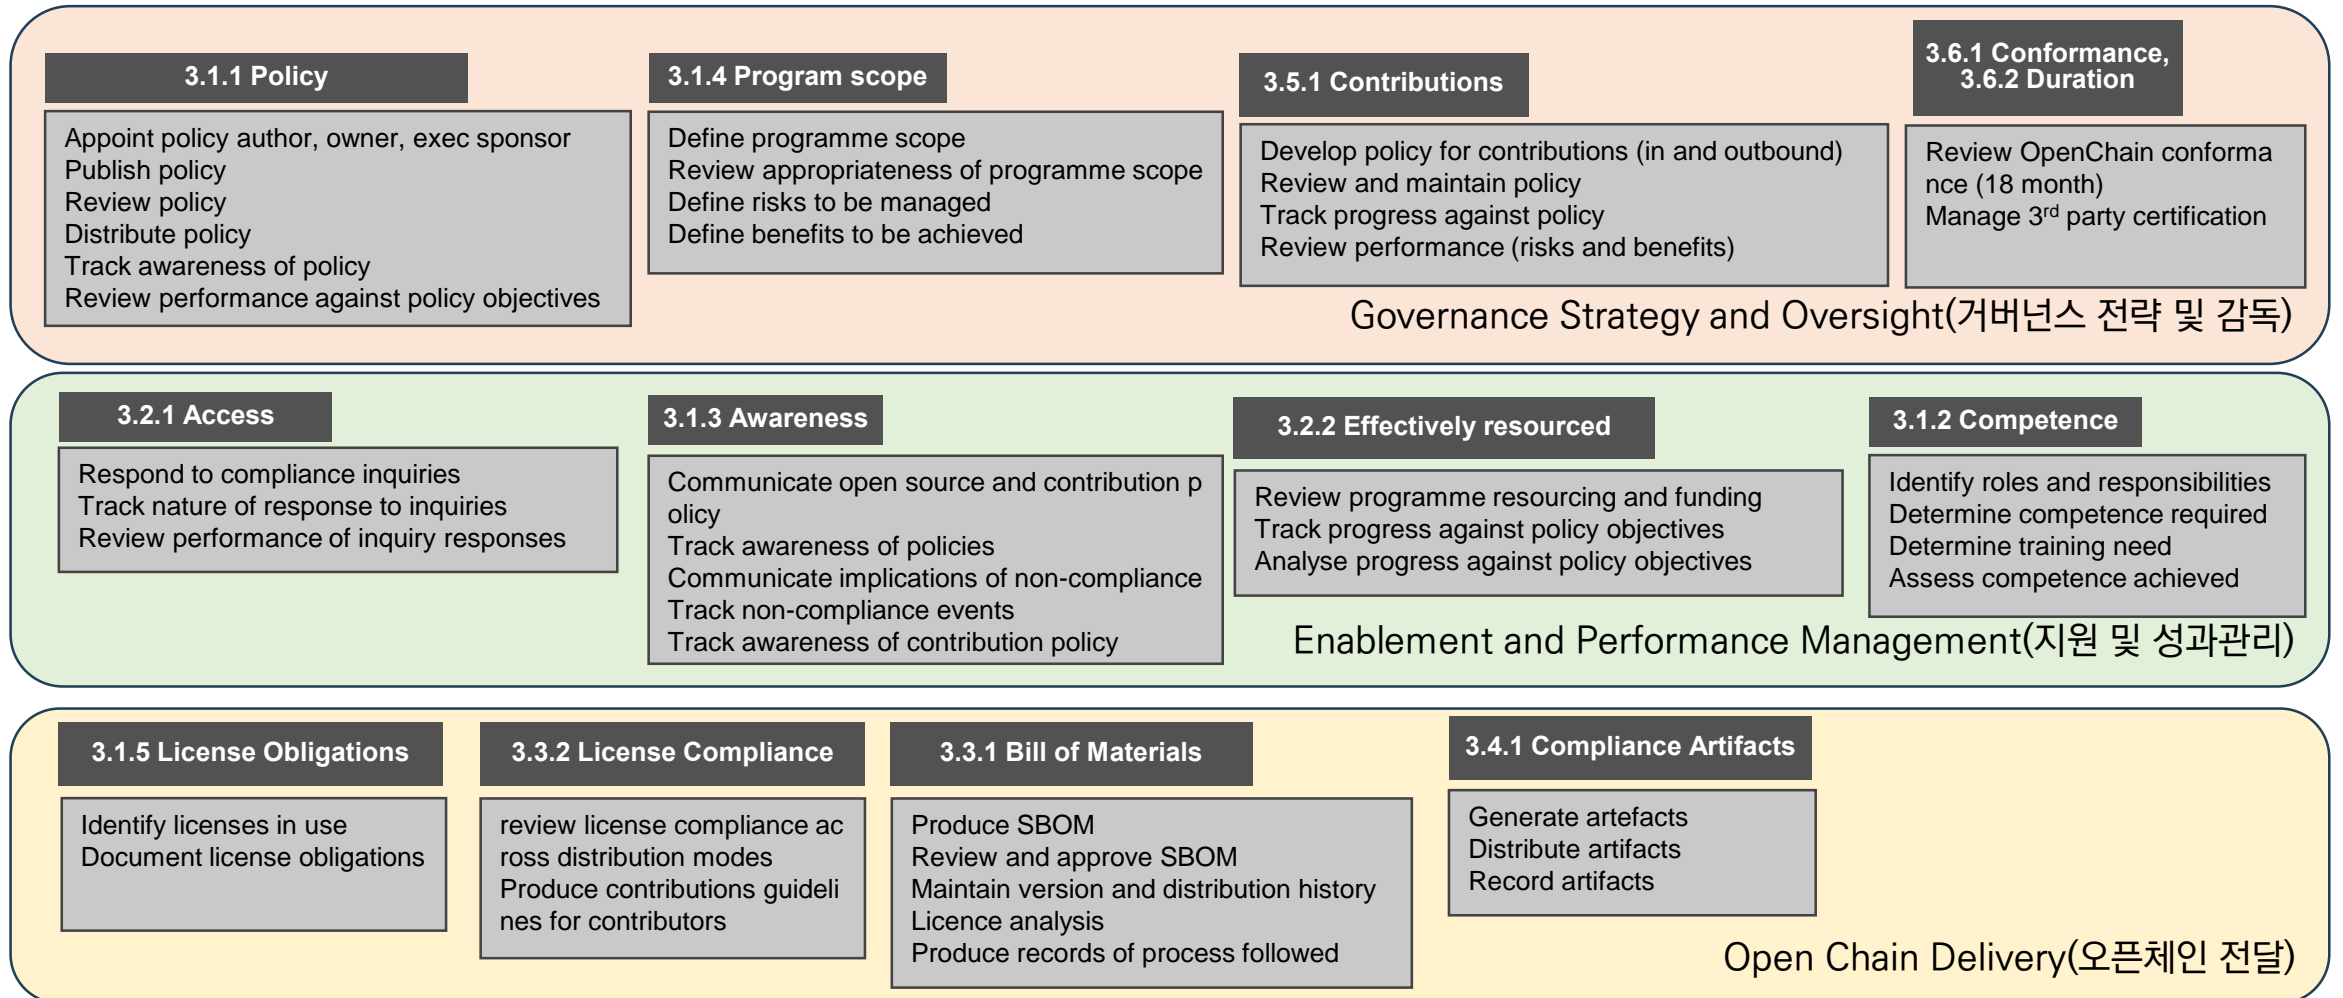 3.1.1 Policy
Appoint policy author, owner, exec sponsor
Publish policy
Review policy
Distribute policy
Track awareness of policy
Review performance against policy objectives
3.1.4 Program scope
Define programme scope
Review appropriateness of programme scope
Define risks to be managed
Define benefits to be achieved
3.5.1 Contributions
Develop policy for contributions (in and outbound)
Review and maintain policy
Track progress against policy
Review performance (risks and benefits)
3.6.1 Conformance,
3.6.2 Duration
Review OpenChain conforma
nce (18 month)
Manage 3rd party certification
Governance Strategy and Oversight(거버넌스 전략 및 감독)
3.2.1 Access
Respond to compliance inquiries
Track nature of response to inquiries
Review performance of inquiry responses
3.1.3 Awareness
Communicate open source and contribution p
olicy
Track awareness of policies
Communicate implications of non-compliance
Track non-compliance events
Track awareness of contribution policy
3.2.2 Effectively resourced
Review programme resourcing and funding
Track progress against policy objectives
Analyse progress against policy objectives
3.1.2 Competence
Identify roles and responsibilities
Determine competence required
Determine training need
Assess competence achieved
Enablement and Performance Management(지원 및 성과관리)
3.1.5 License Obligations
Identify licenses in use
Document license obligations
3.3.2 License Compliance
review license compliance ac
ross distribution modes
Produce contributions guideli
nes for contributors
3.3.1 Bill of Materials
Produce SBOM
Review and approve SBOM
Maintain version and distribution history
Licence analysis
Produce records of process followed
3.4.1 Compliance Artifacts
Generate artefacts
Distribute artifacts
Record artifacts
Open Chain Delivery(오픈체인 전달)